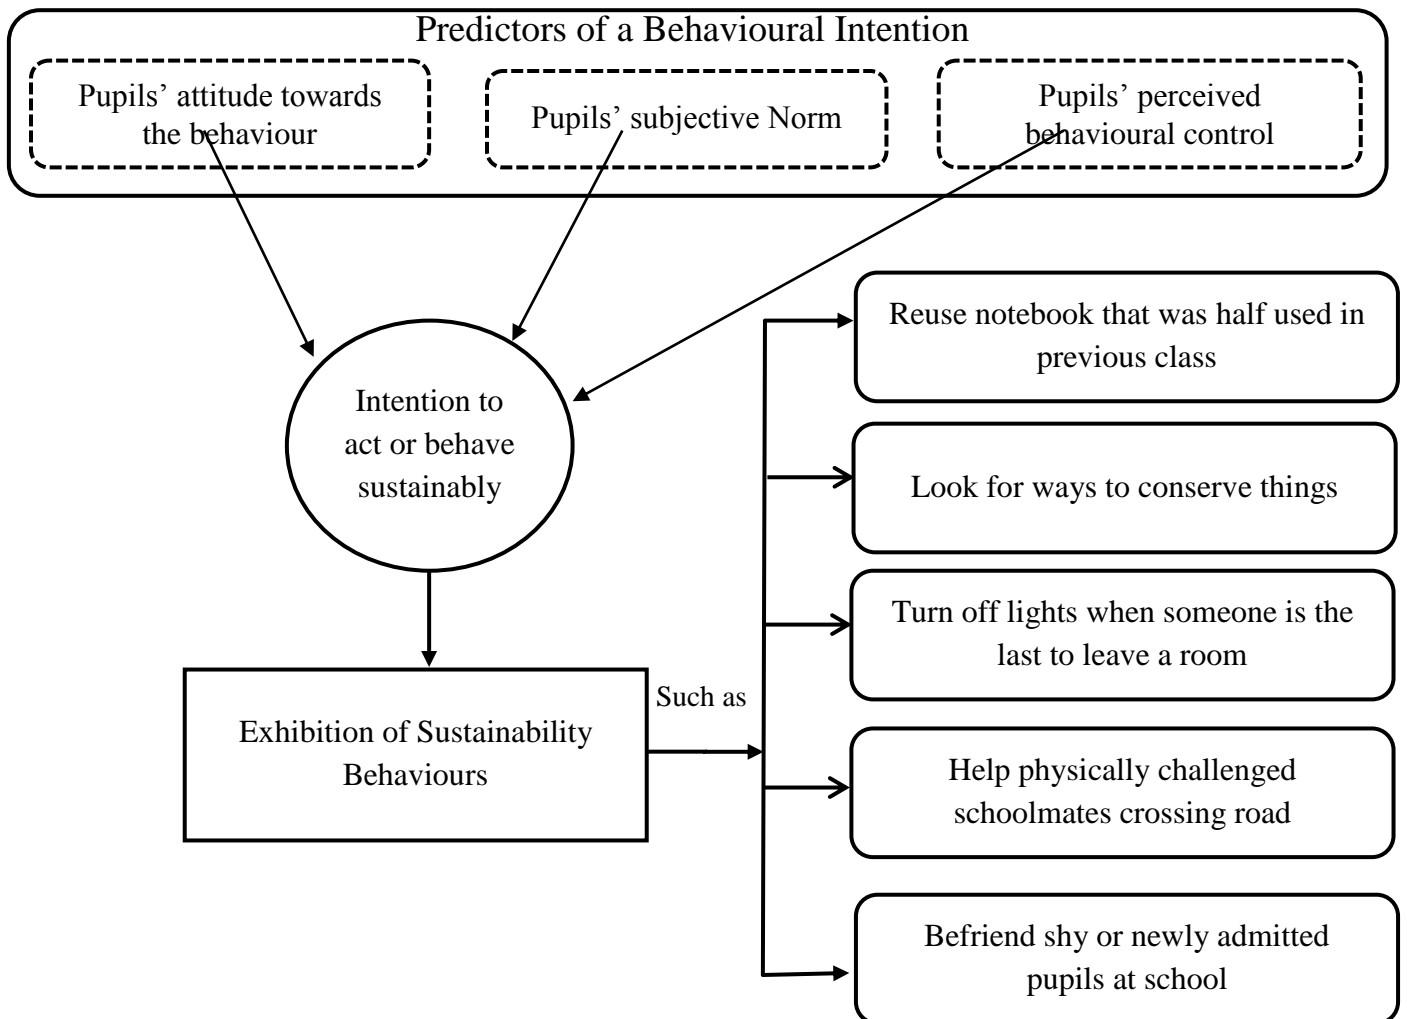 Predictors of a Behavioural Intention
Pupils’ attitude towards
the behaviour
Pupils’ subjective Norm
Pupils’ perceived
behavioural control
Intention to
act or behave
sustainably
Exhibition of Sustainability
Behaviours
Such as
Reuse notebook that was half used in
previous class
Look for ways to conserve things
Turn off lights when someone is the
last to leave a room
Help physically challenged
schoolmates crossing road
Befriend shy or newly admitted
pupils at school